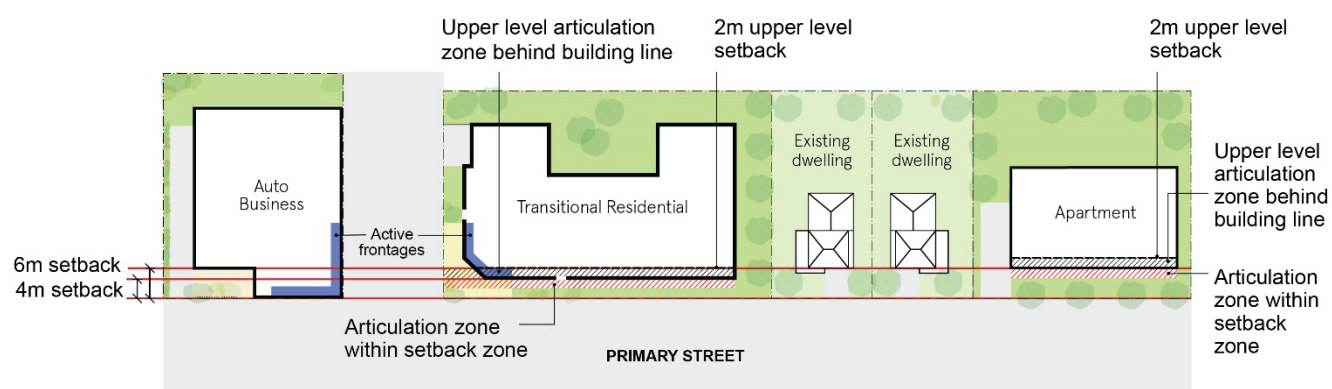 Upper level articulation
zone behind building line
2m upper level
setback
2m upper level
setback
Auto
Business
Active
frontages
Transitional Residential
Existing
dwelling
Existing
dwelling
Apartment
Upper level
articulation
zone behind
building line
6m setback
4m setback
Articulation zone
within setback zone
Articulation
zone within
setback
zone
PRIMARY STREET